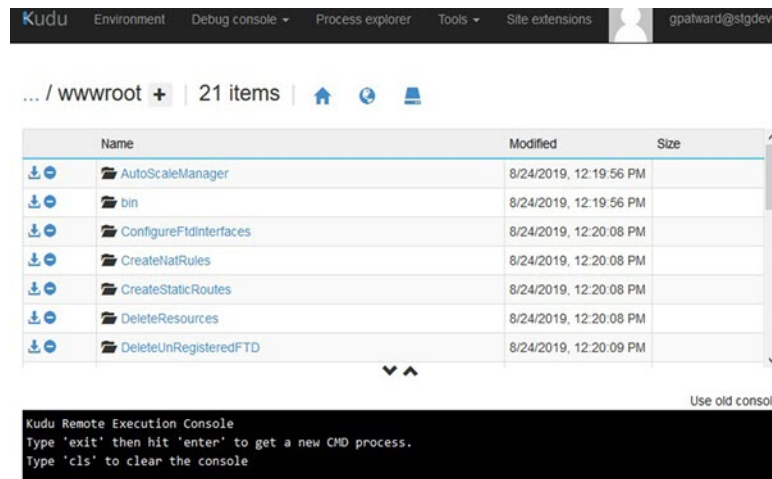 Kudu Environment Debug console Process explorer Tools Site extensions gpatward@stgdev
... / wwwroot + 21 items
Name Modified Size
AutoScaleManager 8/24/2019, 12:19:56 PM
bin 8/24/2019, 12:19:56 PM
ConfigureFtdInterfaces 8/24/2019, 12:20:08 PM
CreateNatRules 8/24/2019, 12:20:08 PM
CreateStaticRoutes 8/24/2019, 12:20:08 PM
DeleteResources 8/24/2019, 12:20:08 PM
DeleteUnRegisteredFTD 8/24/2019, 12:20:09 PM
Use old consol
Kudu Remote Execution Console
Type 'exit' then hit 'enter' to get a new CMD process.
Type 'cls' to clear the console